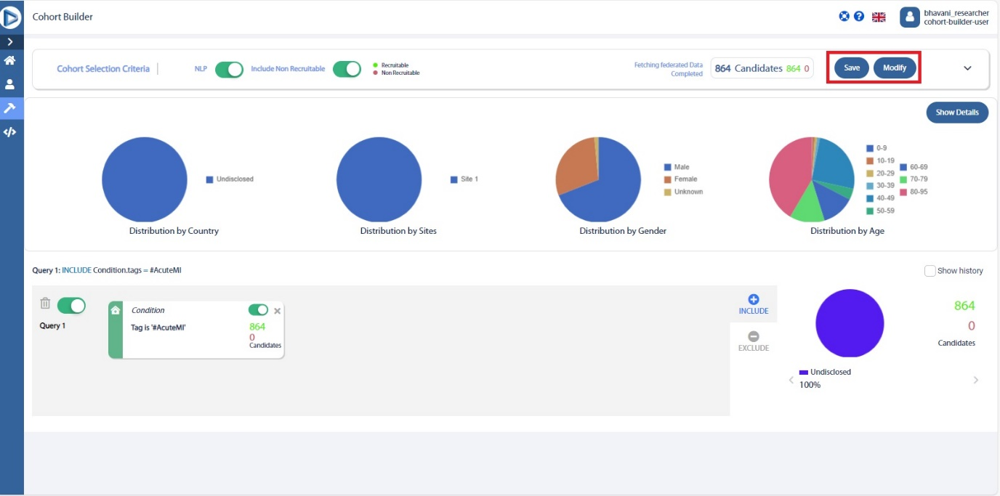 Cohort Builder
bhavani_researcher
cohort-builder-user
Cohort Selection Criteria
NLP
Include Non Recruitable
Recruitable
Non Recruitable
Fetching federated Data
Completed
864 Candidates 864 0
Save
Modify
Show Details
Undisclosed
Distribution by Country
Site 1
Distribution by Sites
Male
Female
Unknown
Distribution by Gender
0-9
10-19
20-29
30-39
40-49
50-59
60-69
70-79
80-95
Distribution by Age
Query 1: INCLUDE Condition.tags = #AcuteMI
Show history
Query 1
Condition
Tag is '#AcuteMI'
864
0
Candidates
INCLUDE
EXCLUDE
864
0
Candidates
Undisclosed
100%